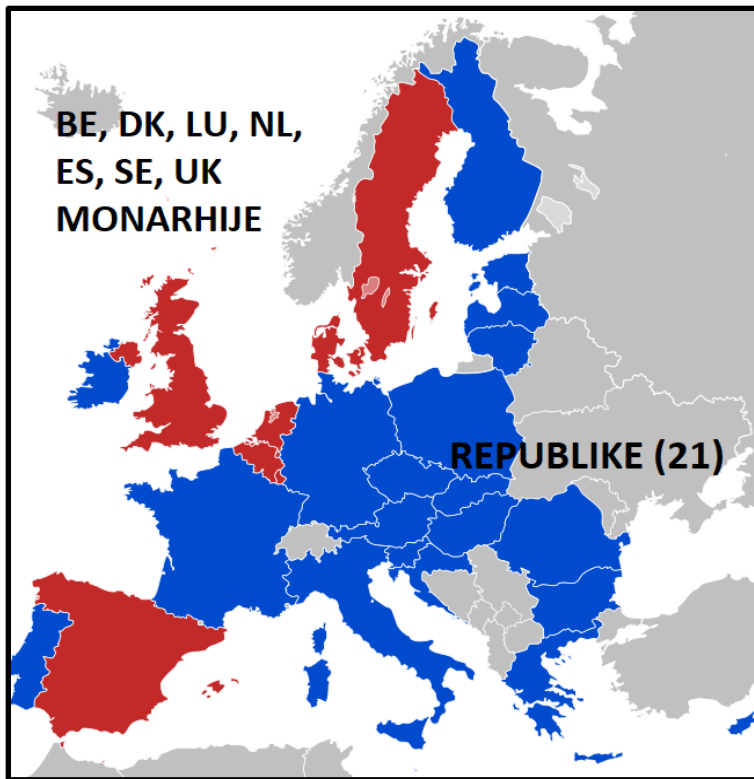 BE, DK, LU, NL,
ES, SE, UK
MONARHIJE
REPUBLIKE (21)